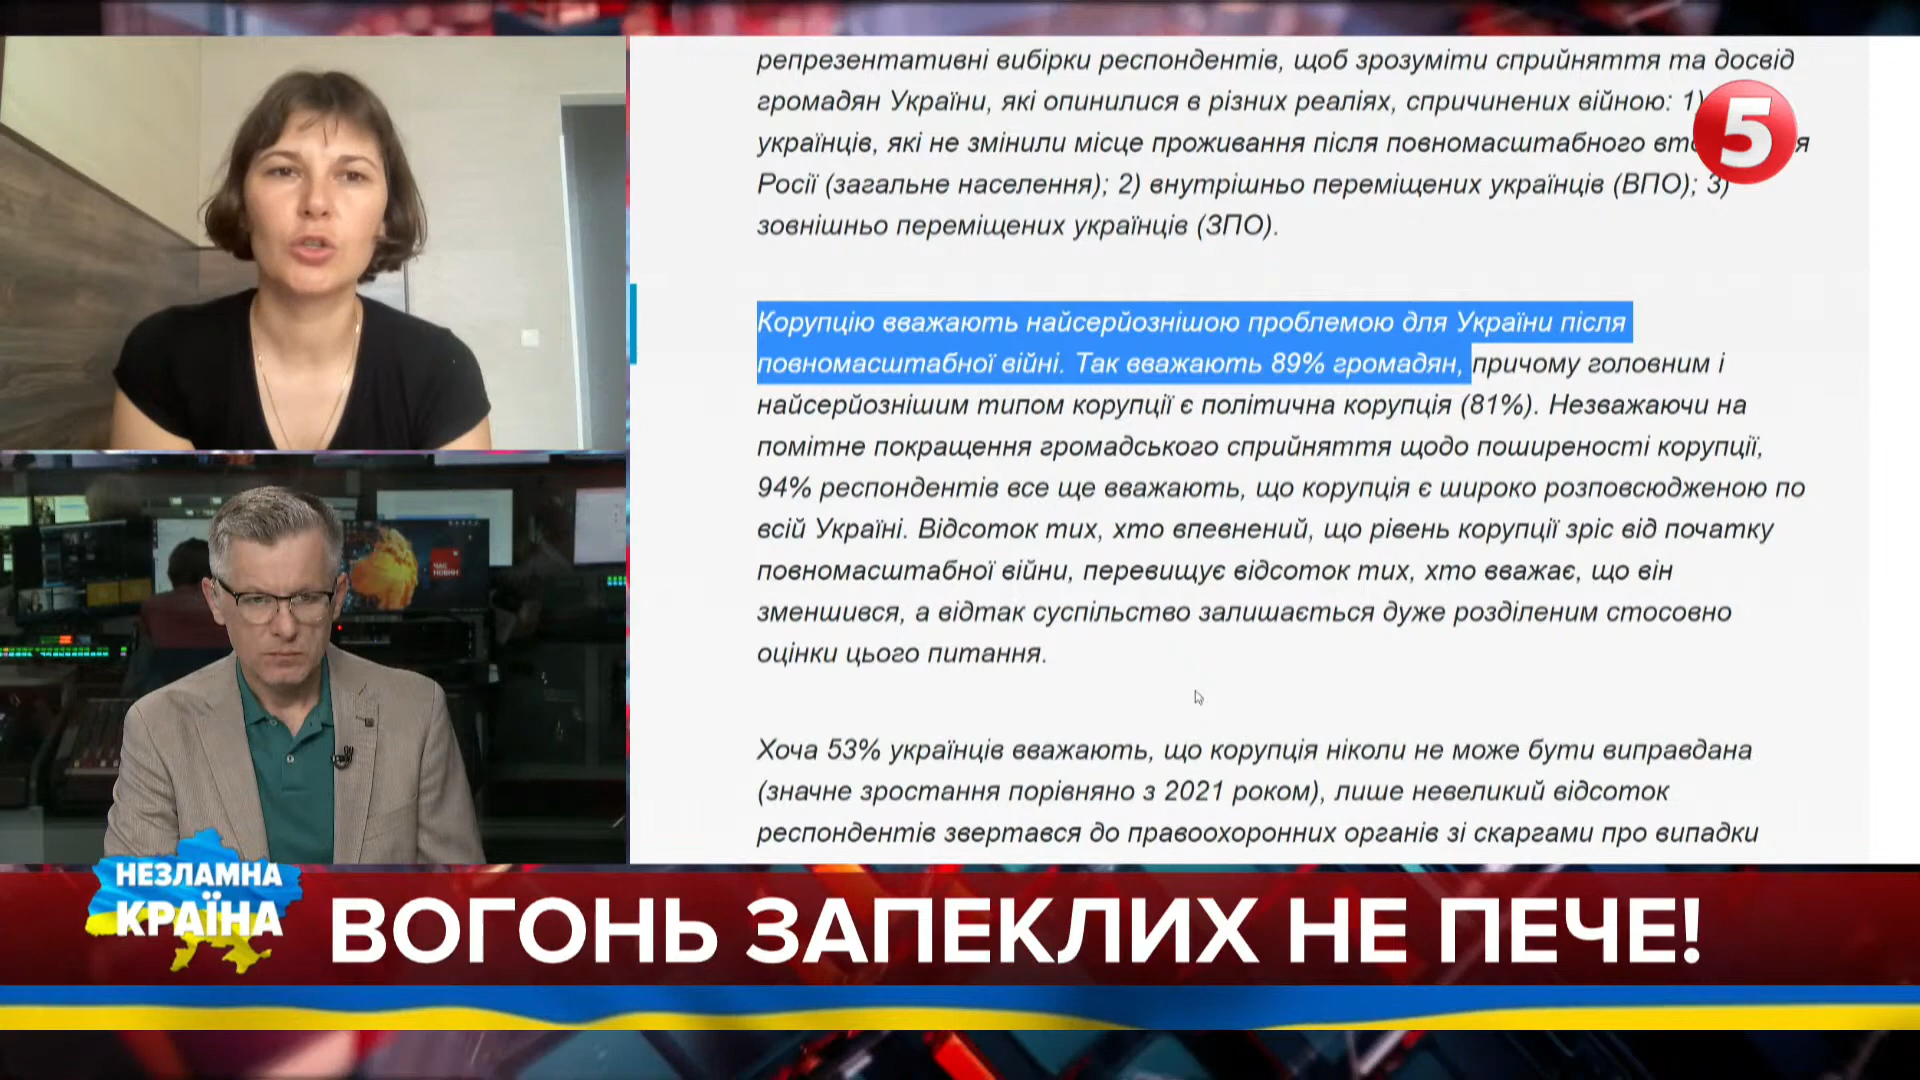 репрезентативні вибірки респондентів, щоб зрозуміти сприйняття та досвід
громадян України, які опинилися в різних реаліях, спричинених війною: 1)
українців, які не змінили місце проживання після повномасштабного
Росії (загальне населення); 2) внутрішньо переміщених українців (ВПО); 3)
зовнішньо переміщених українців (ЗПО).
5
Корупцію вважають найсерйознішою проблемою для України після
повномасштабної війні. Так вважають 89% громадян, причому головним і
найсерйознішим типом корупції є політична корупція (81%). Незважаючи на
помітне покращення громадського сприйняття щодо поширеності корупції,
94% респондентів все ще вважають, що корупція є широко розповсюдженою по
всій Україні. Відсоток тих, хто впевнений, що рівень корупції зріс від початку
повномасштабної війни, перевищує відсоток тих, хто вважає, що він
зменшився, а відтак суспільство залишається дуже розділеним стосовно
оцінки цього питання.
Хоча 53% українців вважають, що корупція ніколи не може бути виправдана
(значне зростання порівняно з 2021 роком), лише невеликий відсоток
респондентів звертався до правоохоронних органів зі скаргами про випадки
ЧАС
НОВИН
НЕЗЛАМНА
КРАЇНА
ВОГОНЬ ЗАПЕКЛИХ НЕ ПЕЧЕ!